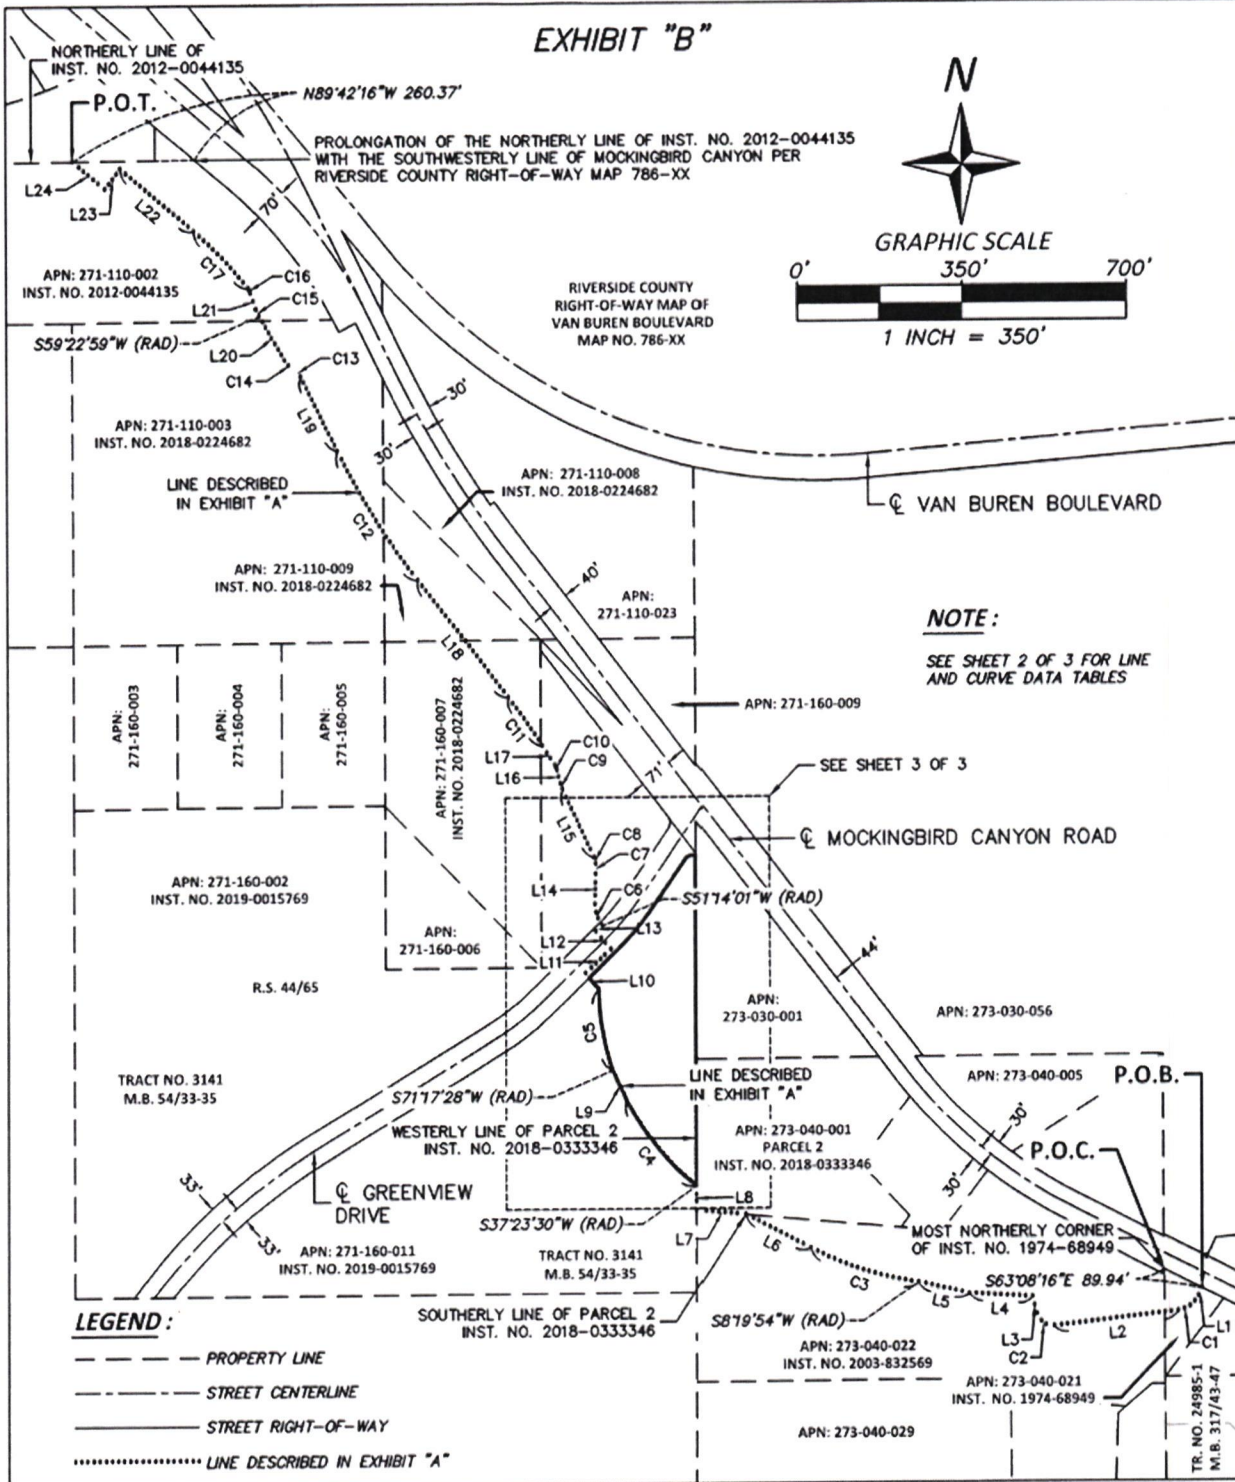 EXHIBIT "B"
NORTHERLY LINE OF
INST. NO. 2012-0044135
P.O.T.
N89°42'16"W 260.37'
PROLONGATION OF THE NORTHERLY LINE OF INST. NO. 2012-0044135
WITH THE SOUTHWESTERLY LINE OF MOCKINGBIRD CANYON PER
RIVERSIDE COUNTY RIGHT-OF-WAY MAP 786-XX
N
GRAPHIC SCALE
0' 350' 700'
1 INCH = 350'
L24
L23
L22
70'
C17
APN: 271-110-002
INST. NO. 2012-0044135
C16
L21
C15
S59°22'59"W (RAD)
L20
C14
C13
RIVERSIDE COUNTY
RIGHT-OF-WAY MAP OF
VAN BUREN BOULEVARD
MAP NO. 786-XX
30'
30'
APN: 271-110-003
INST. NO. 2018-0224682
L19
LINE DESCRIBED
IN EXHIBIT "A"
C12
APN: 271-110-008
INST. NO. 2018-0224682
℄ VAN BUREN BOULEVARD
APN: 271-110-009
INST. NO. 2018-0224682
40'
APN:
271-110-023
NOTE:
SEE SHEET 2 OF 3 FOR LINE
AND CURVE DATA TABLES
L18
APN:
271-160-003
APN:
271-160-004
APN:
271-160-005
APN: 271-160-007
INST. NO. 2018-0224682
APN: 271-160-009
C11
L17
C10
L16
C9
71'
SEE SHEET 3 OF 3
L15
℄ MOCKINGBIRD CANYON ROAD
C8
C7
APN: 271-160-002
INST. NO. 2019-0015769
L14
C6
S51°14'01"W (RAD)
L13
L12
L11
L10
APN:
271-160-006
R.S. 44/65
44'
APN:
273-030-001
APN: 273-030-056
C5
TRACT NO. 3141
M.B. 54/33-35
S71°17'28"W (RAD)
L9
LINE DESCRIBED
IN EXHIBIT "A"
APN: 273-040-005
P.O.B.
WESTERLY LINE OF PARCEL 2
INST. NO. 2018-0333346
C4
APN: 273-040-001
PARCEL 2
INST. NO. 2018-0333346
30'
30'
P.O.C.
33'
33'
℄ GREENVIEW
DRIVE
L8
S37°23'30"W (RAD)
L7
L6
MOST NORTHERLY CORNER
OF INST. NO. 1974-68949
APN: 271-160-011
INST. NO. 2019-0015769
TRACT NO. 3141
M.B. 54/33-35
C3
S63°08'16"E 89.94'
L5
L4
SOUTHERLY LINE OF PARCEL 2
INST. NO. 2018-0333346
S8°19'54"W (RAD)
L3
C2
L2
L1
C1
APN: 273-040-022
INST. NO. 2003-832569
APN: 273-040-021
INST. NO. 1974-68949
APN: 273-040-029
TR. NO. 24985-1
M.B. 317/43-47
LEGEND:
PROPERTY LINE
STREET CENTERLINE
STREET RIGHT-OF-WAY
LINE DESCRIBED IN EXHIBIT "A"